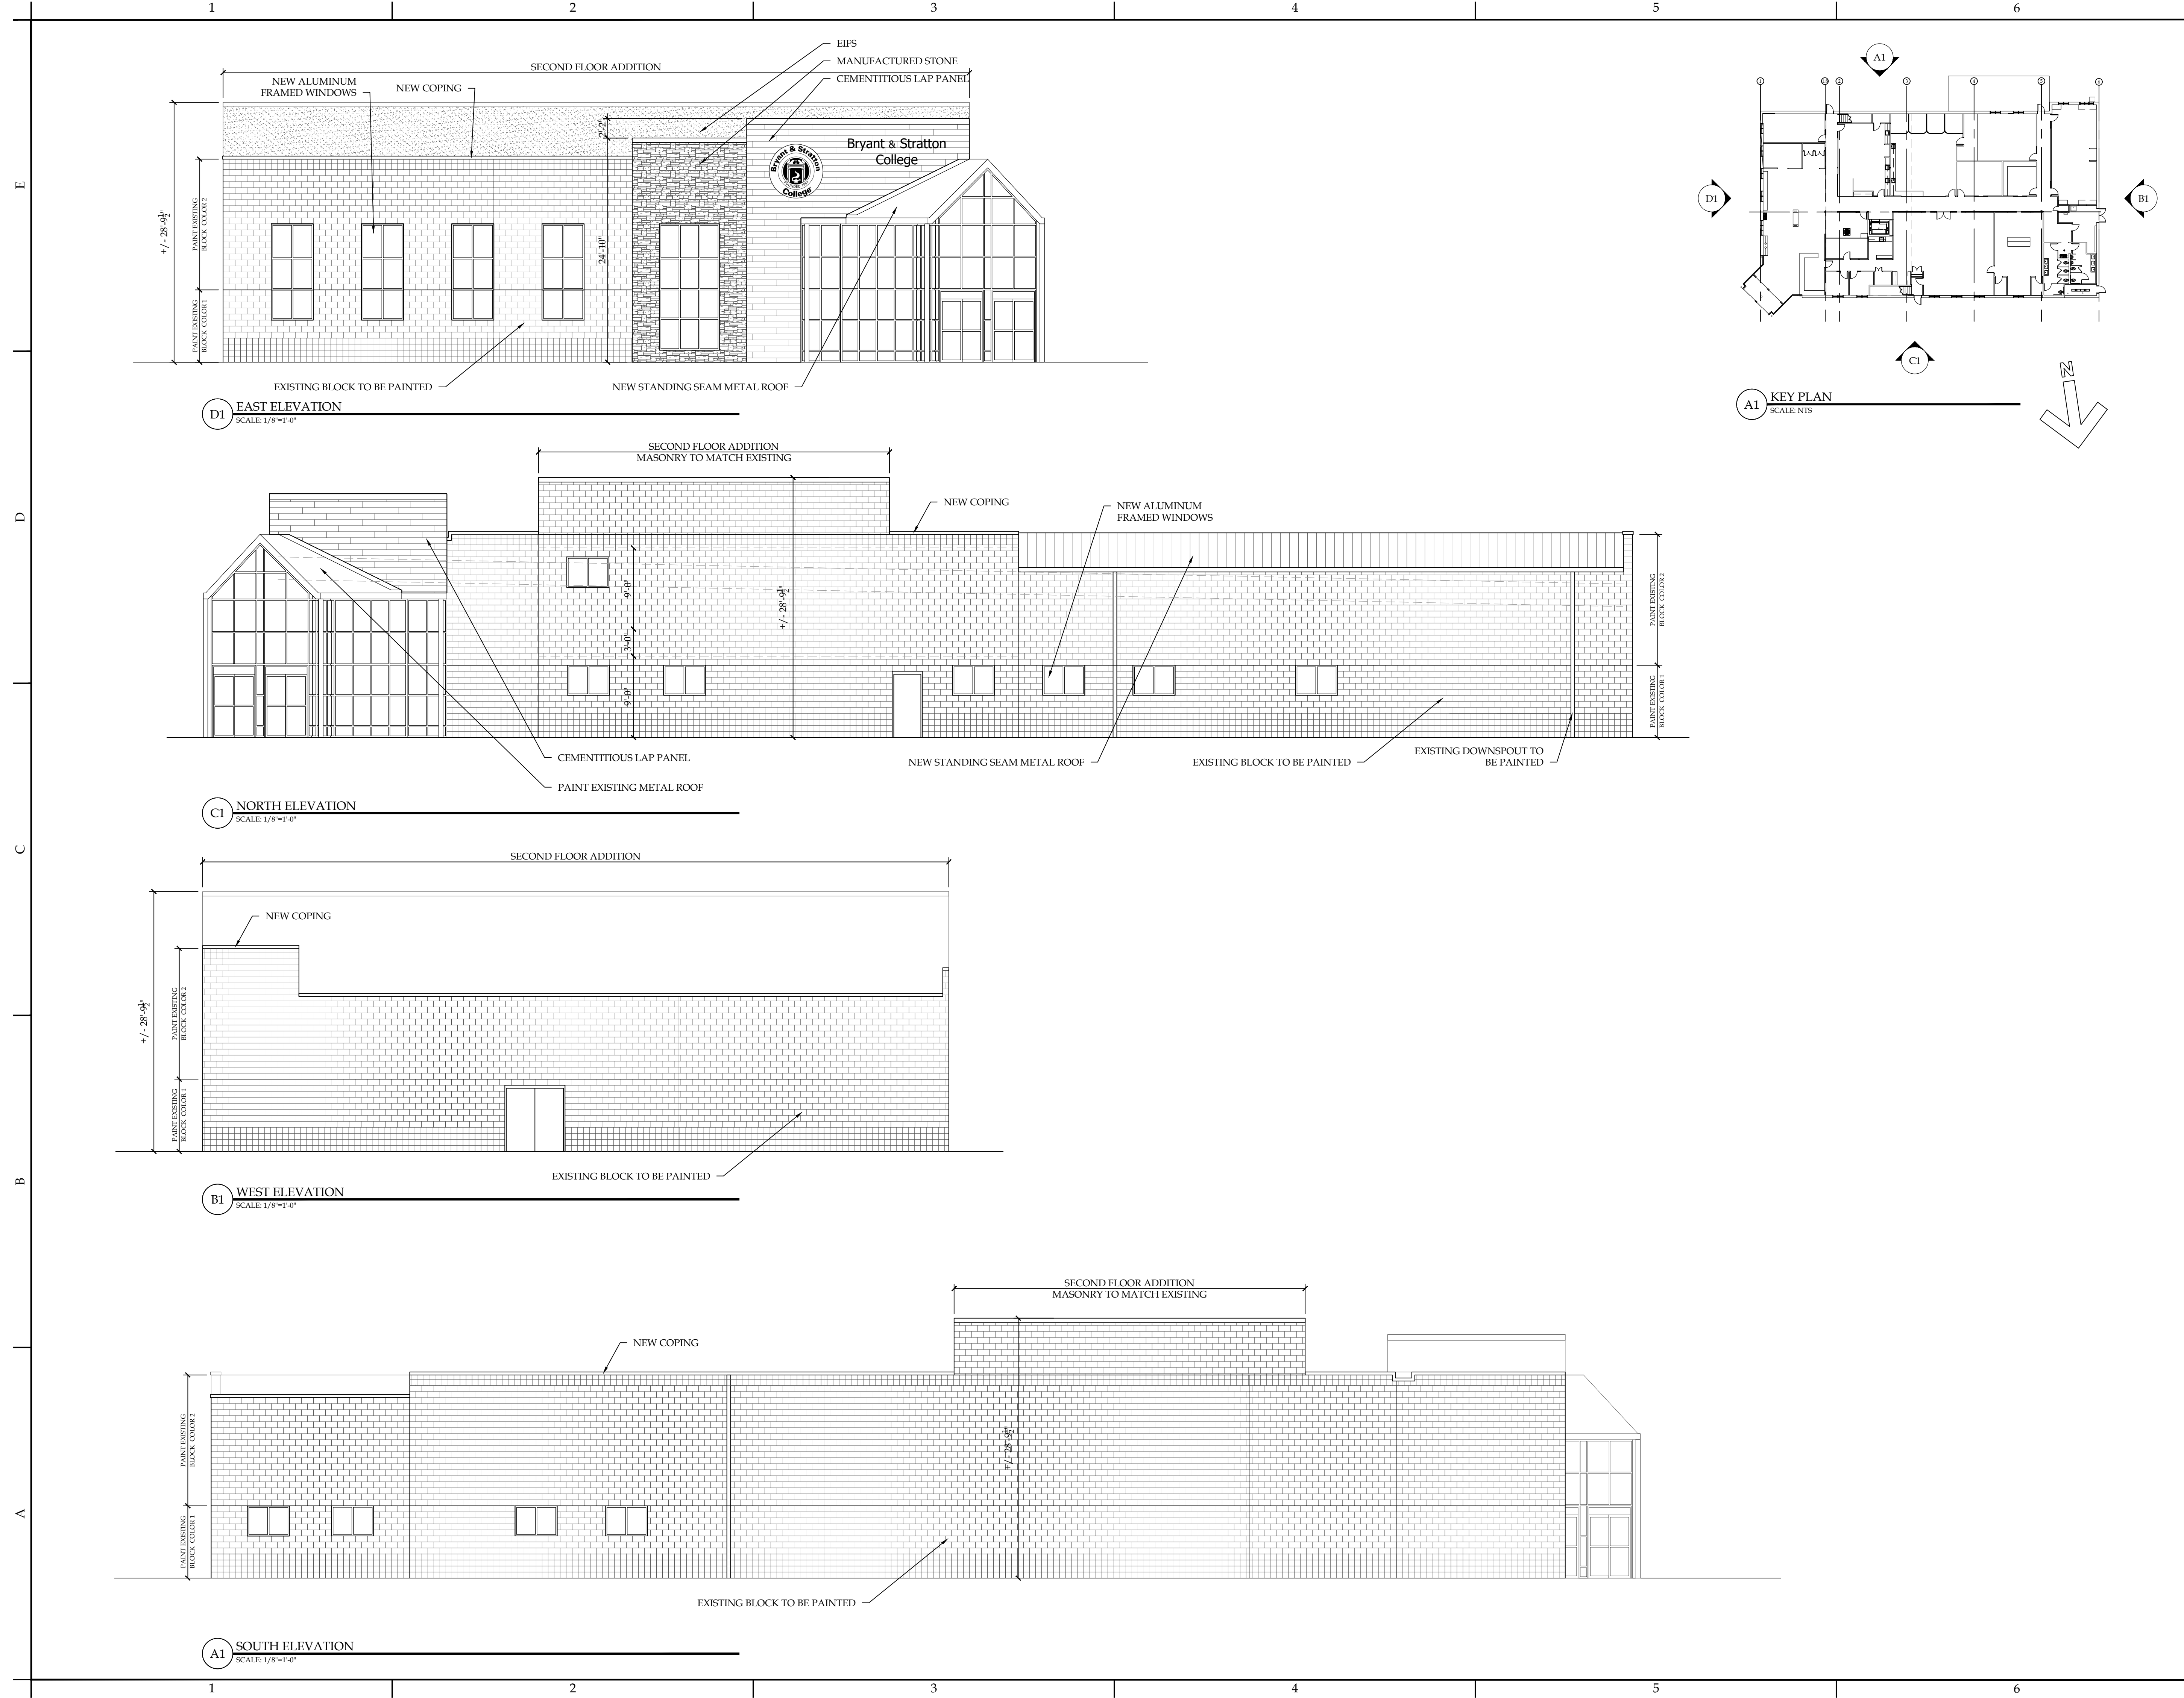 1 2 3 4 5 6
E
D
C
B
A
SECOND FLOOR ADDITION
NEW ALUMINUM
FRAMED WINDOWS
NEW COPING
EIFS
MANUFACTURED STONE
CEMENTITIOUS LAP PANEL
Bryant & Stratton
College
Bryant & Stratton
College
2'-2"
24'-10"
+/- 28'-9½"
PAINT EXISTING
BLOCK COLOR 2
PAINT EXISTING
BLOCK COLOR 1
EXISTING BLOCK TO BE PAINTED
NEW STANDING SEAM METAL ROOF
D1
EAST ELEVATION
SCALE: 1/8"=1'-0"
A1
1 2 3 4 5 6
D1
B1
C1
A1
KEY PLAN
SCALE: NTS
N
SECOND FLOOR ADDITION
MASONRY TO MATCH EXISTING
NEW COPING
NEW ALUMINUM
FRAMED WINDOWS
9'-0"
3'-0"
9'-0"
+/- 28'-9½"
PAINT EXISTING
BLOCK COLOR 2
PAINT EXISTING
BLOCK COLOR 1
CEMENTITIOUS LAP PANEL
PAINT EXISTING METAL ROOF
NEW STANDING SEAM METAL ROOF
EXISTING BLOCK TO BE PAINTED
EXISTING DOWNSPOUT TO
BE PAINTED
C1
NORTH ELEVATION
SCALE: 1/8"=1'-0"
SECOND FLOOR ADDITION
NEW COPING
+/- 28'-9½"
PAINT EXISTING
BLOCK COLOR 2
PAINT EXISTING
BLOCK COLOR 1
EXISTING BLOCK TO BE PAINTED
B1
WEST ELEVATION
SCALE: 1/8"=1'-0"
SECOND FLOOR ADDITION
MASONRY TO MATCH EXISTING
NEW COPING
+/- 28'-9½"
PAINT EXISTING
BLOCK COLOR 2
PAINT EXISTING
BLOCK COLOR 1
EXISTING BLOCK TO BE PAINTED
A1
SOUTH ELEVATION
SCALE: 1/8"=1'-0"
1 2 3 4 5 6